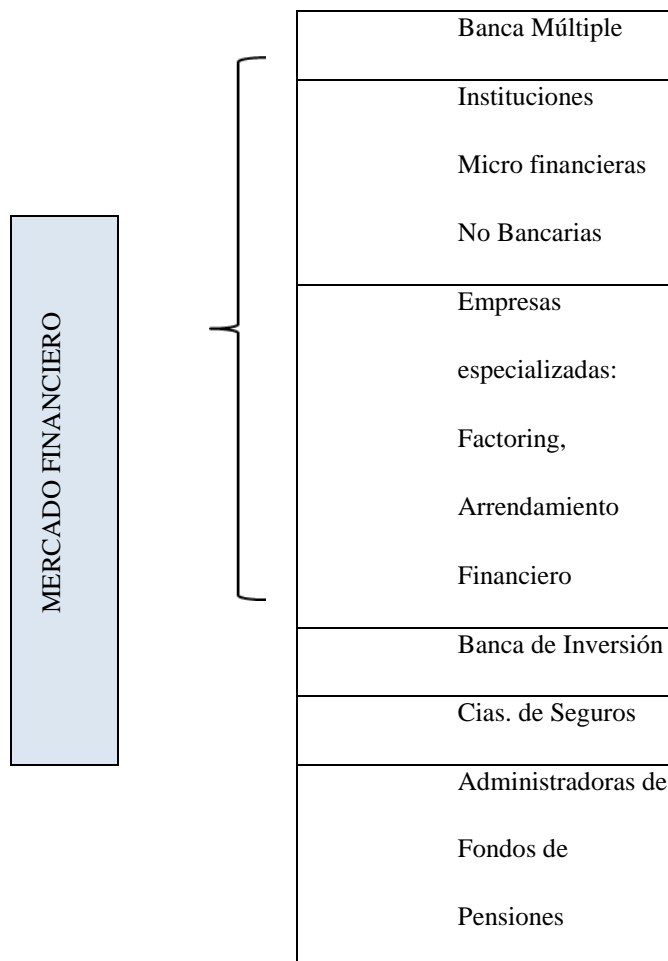 MERCADO FINANCIERO
Banca Múltiple
Instituciones
Micro financieras
No Bancarias
Empresas
especializadas:
Factoring,
Arrendamiento
Financiero
Banca de Inversión
Cias. de Seguros
Administradoras de
Fondos de
Pensiones